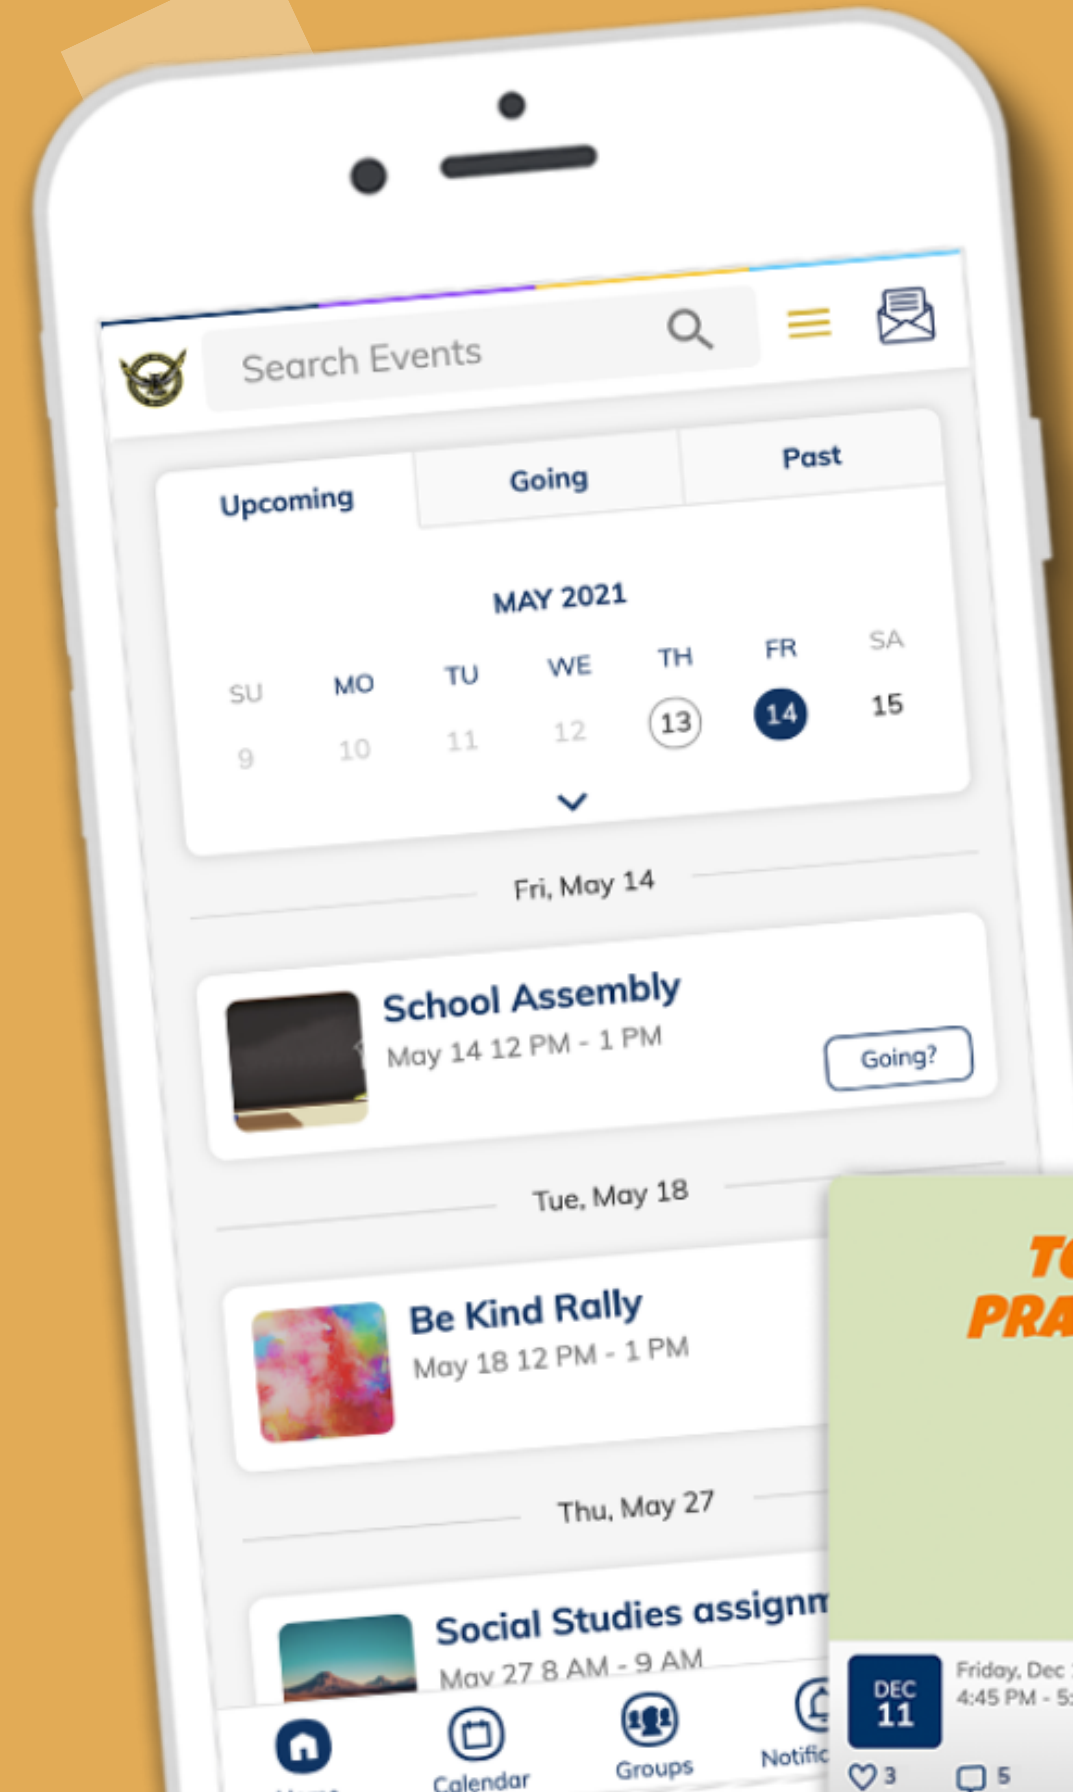 Search Events
Upcoming Going Past
MAY 2021
SU MO TU WE TH FR SA
9 10 11 12 13 14 15
Fri, May 14
School Assembly
May 14 12 PM - 1 PM
Going?
Tue, May 18
Be Kind Rally
May 18 12 PM - 1 PM
Thu, May 27
Social Studies
May 27 8 AM - 9 AM
Calendar
Groups
DEC
11
Friday, Dec
4:45 PM -
3
5